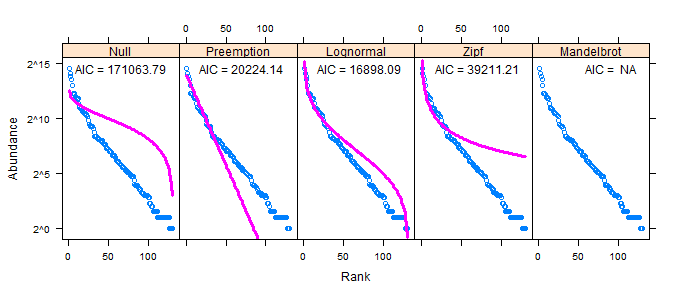 0 50 100 0 50 100
Null Preemption Lognormal Zipf Mandelbrot
AIC = 171063.79 AIC = 20224.14 AIC = 16898.09 AIC = 39211.21 AIC = NA
2^15
2^10
2^5
2^0
Abundance
0 50 100 0 50 100 0 50 100
Rank